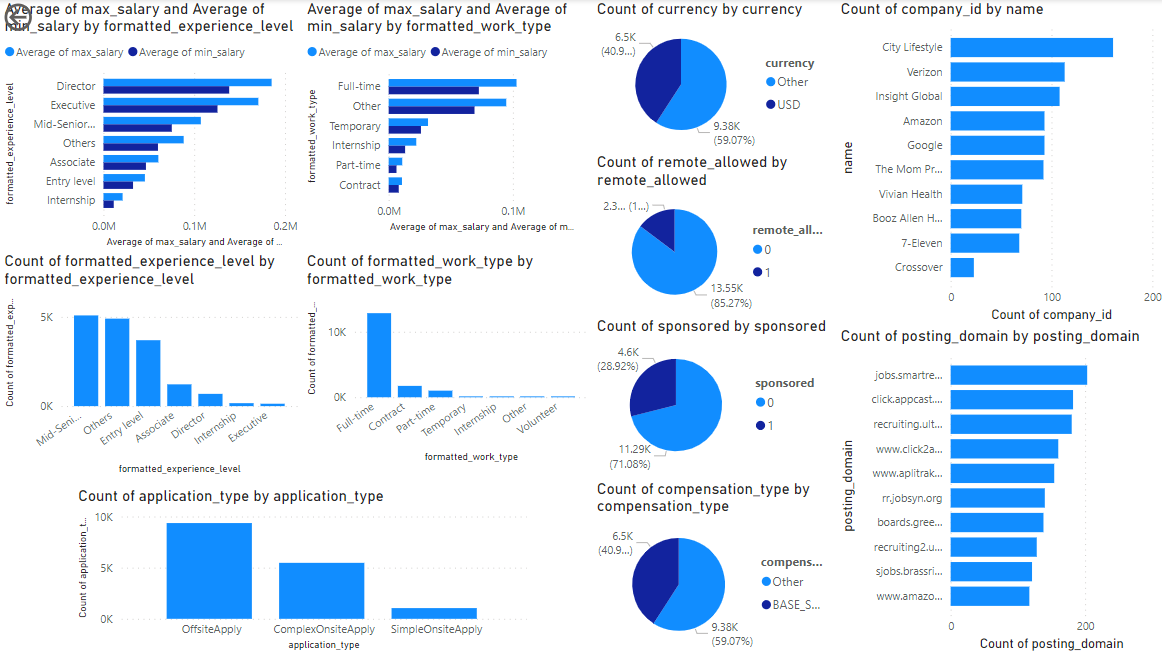 Average of max_salary and Average of
min_salary by formatted_experience_level
Average of max_salary Average of min_salary
formatted_experience_level
Director
Executive
Mid-Senior...
Others
Associate
Entry level
Internship
0.0M 0.1M 0.2M
Average of max_salary and Average of ...
Average of max_salary and Average of
min_salary by formatted_work_type
Average of max_salary Average of min_salary
formatted_work_type
Full-time
Other
Temporary
Internship
Part-time
Contract
0.0M 0.1M
Average of max_salary and Average of m...
Count of currency by currency
6.5K
(40.9...)
9.38K
(59.07%)
currency
Other
USD
Count of company_id by name
name
City Lifestyle
Verizon
Insight Global
Amazon
Google
The Mom Pr...
Vivian Health
Booz Allen H...
7-Eleven
Crossover
0 100 200
Count of company_id
Count of remote_allowed by
remote_allowed
2.3... (1...)
13.55K
(85.27%)
remote_all...
0
1
Count of formatted_experience_level by
formatted_experience_level
Count of formatted_exp...
5K
0K
Mid-Seni...
Others
Entry level
Associate
Director
Internship
Executive
formatted_experience_level
Count of formatted_work_type by
formatted_work_type
Count of formatted_...
10K
0K
Full-time
Contract
Part-time
Temporary
Internship
Other
Volunteer
formatted_work_type
Count of sponsored by sponsored
4.6K
(28.92%)
11.29K
(71.08%)
sponsored
0
1
Count of posting_domain by posting_domain
posting_domain
jobs.smartre...
click.appcast...
recruiting.ult...
www.click2a...
www.aplitrak...
rr.jobsyn.org
boards.gree...
recruiting2.u...
sjobs.brassri...
www.amazo...
0 200
Count of posting_domain
Count of application_type by application_type
Count of application_t...
10K
5K
0K
OffsiteApply ComplexOnsiteApply SimpleOnsiteApply
application_type
Count of compensation_type by
compensation_type
6.5K
(40.9...)
9.38K
(59.07%)
compens...
Other
BASE_S...